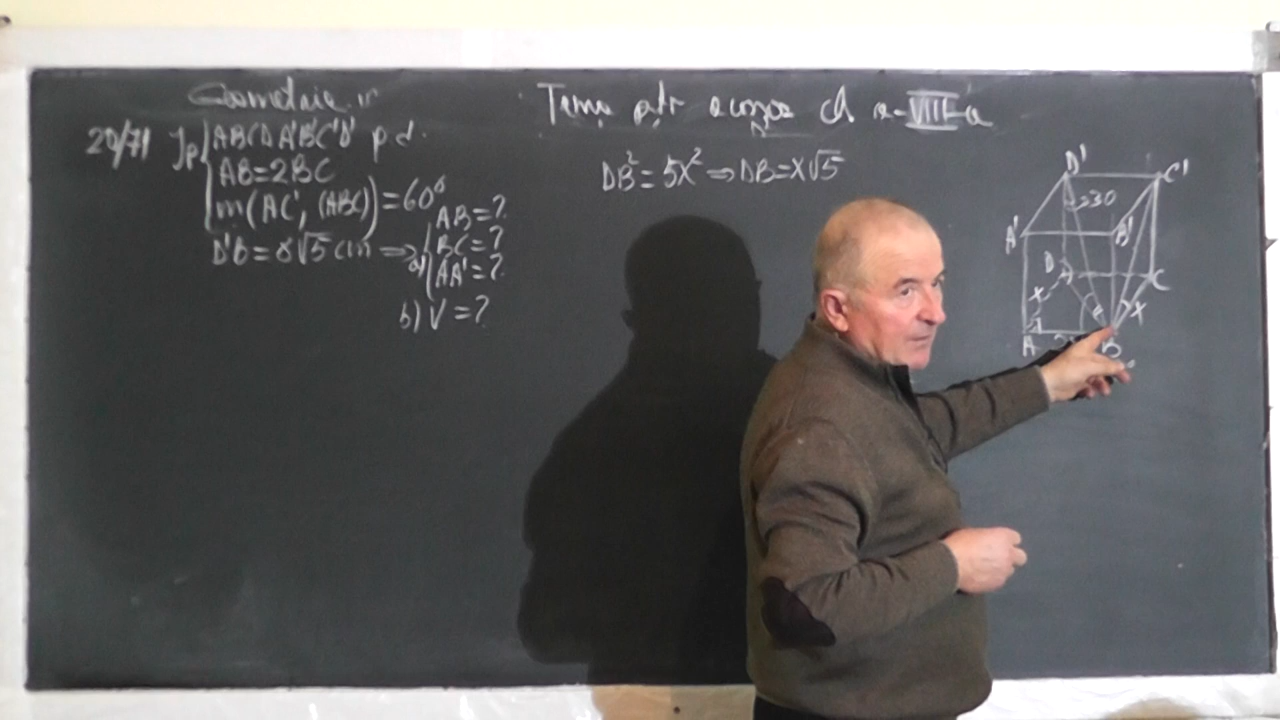 Geometrie
Temă ptr acasă cl a-VIII-a
20/71 Ip ABCDA'B'C'D' p.d.
AB=2BC
m(AC', (ABC))=60°
D'B=8√5 cm ⇒ a) AB=?
BC=?
AA'=?
b) V=?
DB²=5X² ⇒ DB=X√5
D' C'
30
A' B'
D C
X X
A B